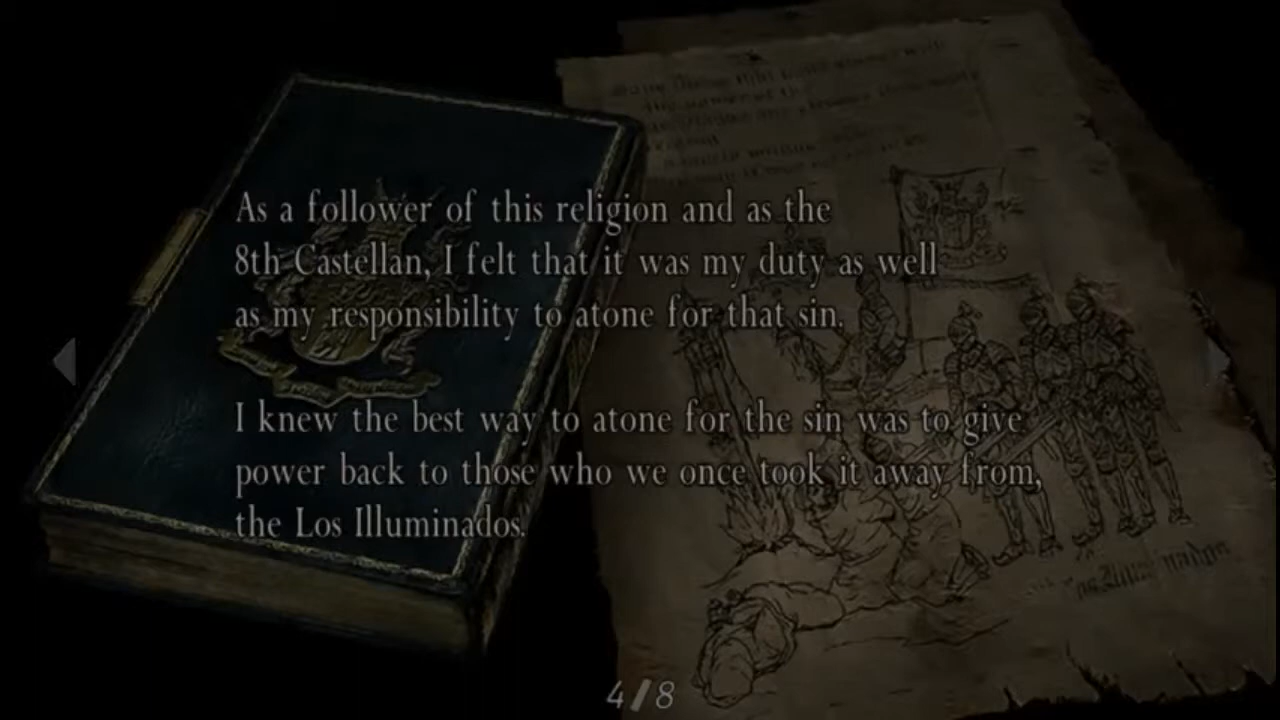 As a follower of this religion and as the
8th Castellan, I felt that it was my duty as well
as my responsibility to atone for that sin.
I knew the best way to atone for the sin was to give
power back to those who we once took it away from,
the Los Illuminados.
4/8